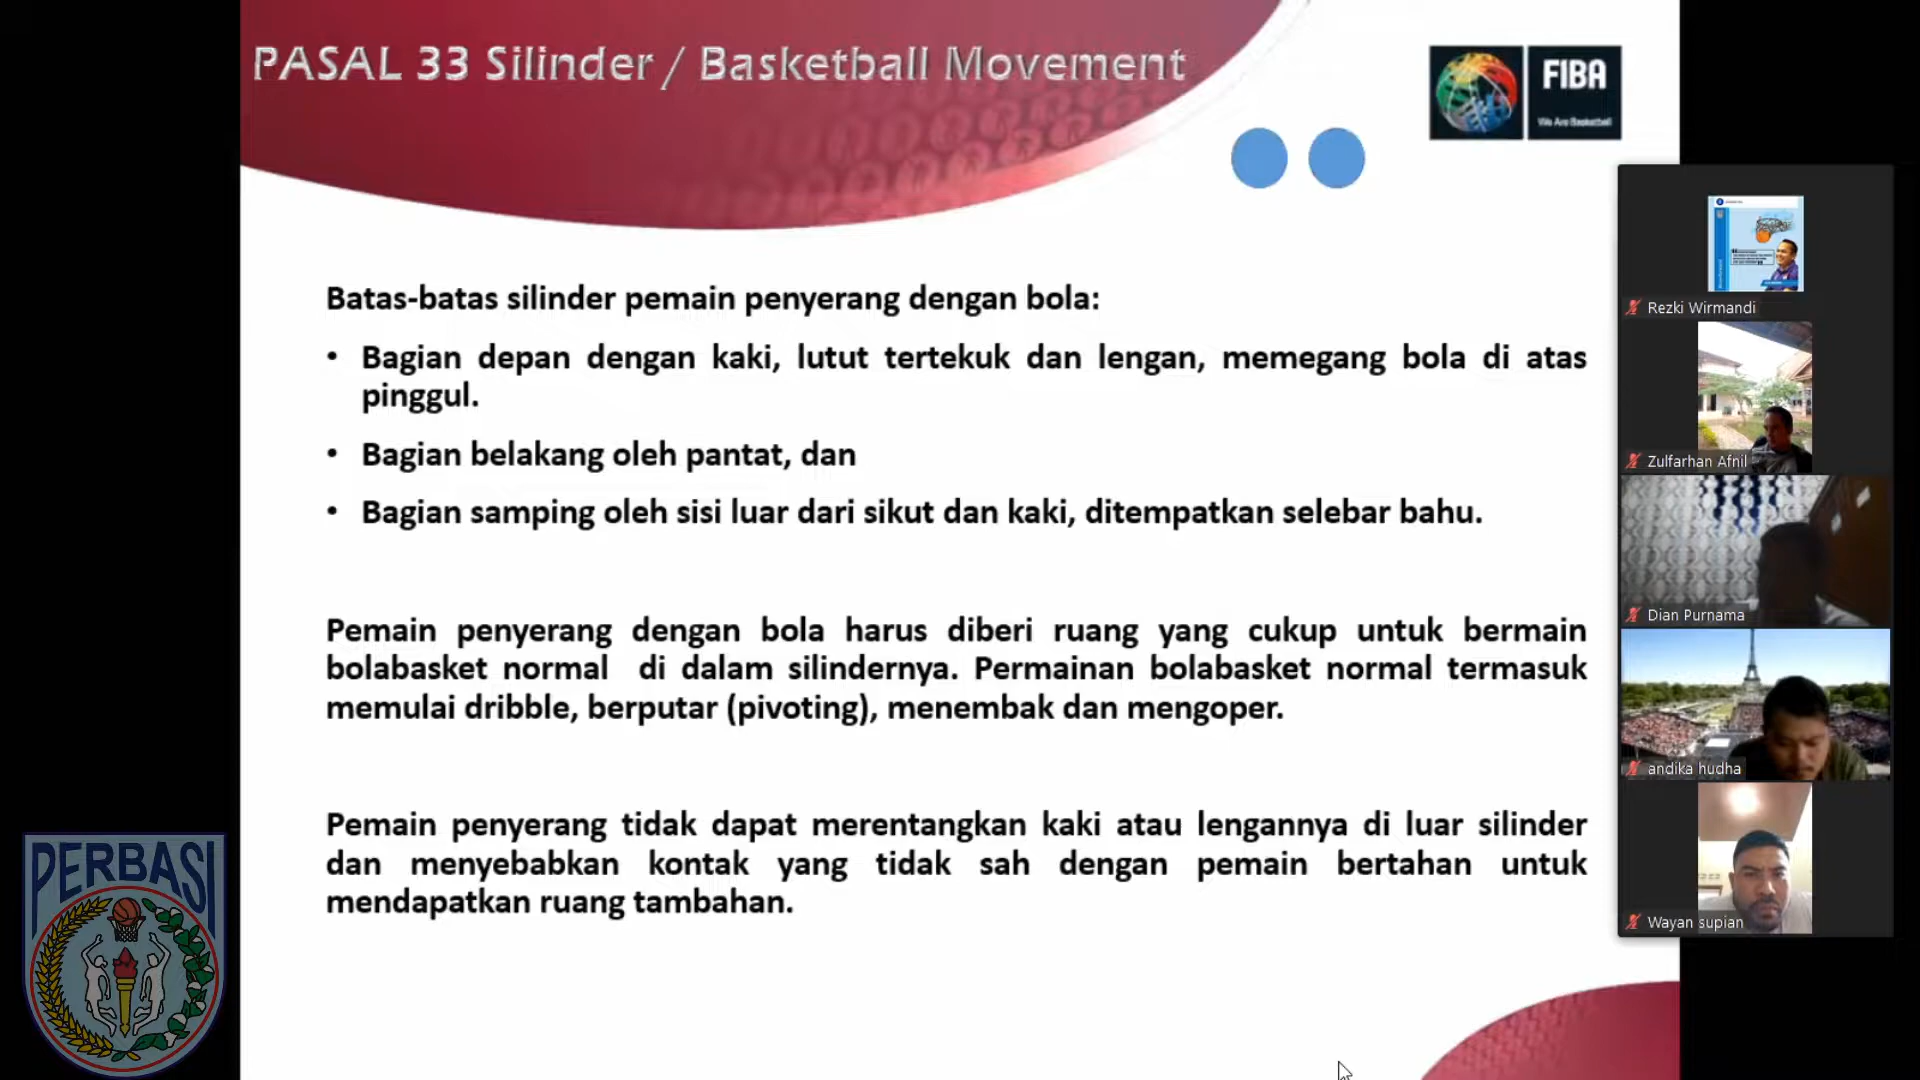 PASAL 33 Silinder / Basketball Movement
FIBA
We Are Basketball
Batas-batas silinder pemain penyerang dengan bola:
• Bagian depan dengan kaki, lutut tertekuk dan lengan, memegang bola di atas
pinggul.
• Bagian belakang oleh pantat, dan
• Bagian samping oleh sisi luar dari sikut dan kaki, ditempatkan selebar bahu.
Pemain penyerang dengan bola harus diberi ruang yang cukup untuk bermain
bolabasket normal di dalam silindernya. Permainan bolabasket normal termasuk
memulai dribble, berputar (pivoting), menembak dan mengoper.
Pemain penyerang tidak dapat merentangkan kaki atau lengannya di luar silinder
dan menyebabkan kontak yang tidak sah dengan pemain bertahan untuk
mendapatkan ruang tambahan.
Rezki Wirmandi
Zulfarhan Afnil
Dian Purnama
andika hudha
Wayan supian
PERBASI